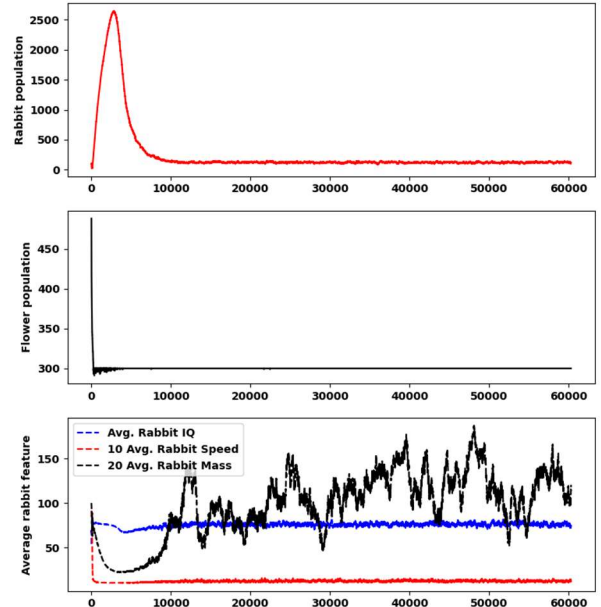 Rabbit population
2500
2000
1500
1000
500
0
0 10000 20000 30000 40000 50000 60000
Flower population
450
400
350
300
0 10000 20000 30000 40000 50000 60000
Average rabbit feature
150
100
50
Avg. Rabbit IQ
10 Avg. Rabbit Speed
20 Avg. Rabbit Mass
0 10000 20000 30000 40000 50000 60000